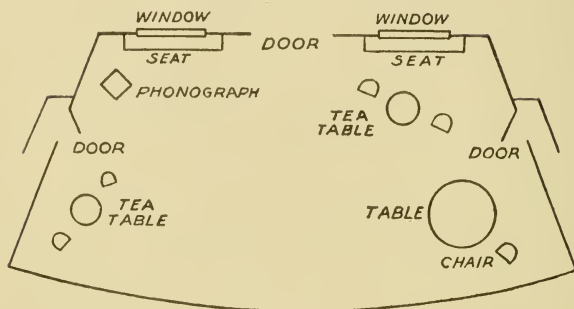 WINDOW
WINDOW
DOOR
SEAT
SEAT
PHONOGRAPH
TEA
TABLE
DOOR
DOOR
TEA
TABLE
TABLE
CHAIR